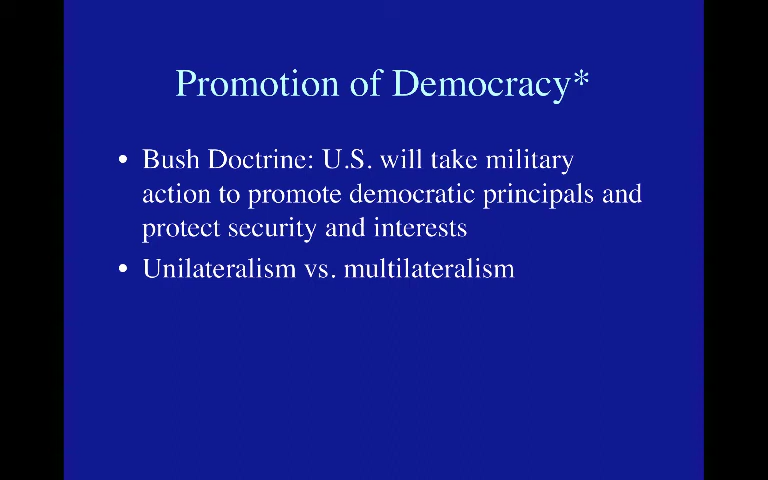 Promotion of Democracy*
• Bush Doctrine: U.S. will take military
action to promote democratic principals and
protect security and interests
• Unilateralism vs. multilateralism